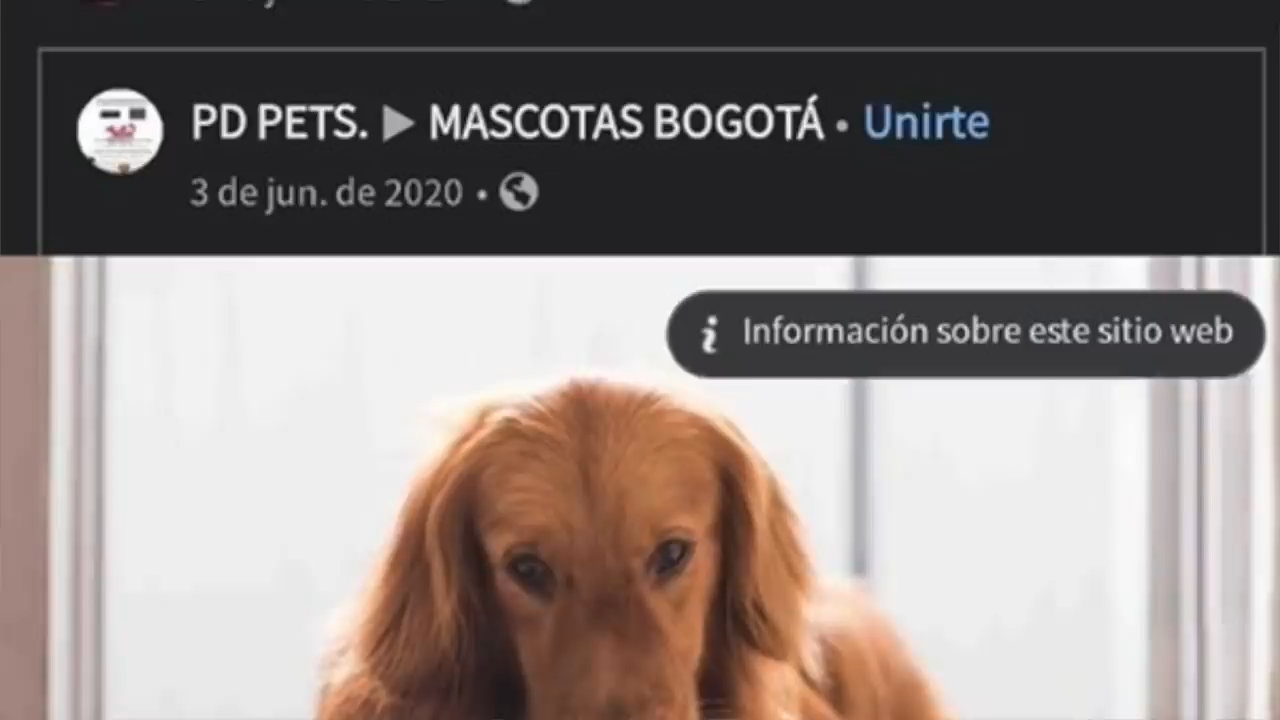 PD PETS. ▶ MASCOTAS BOGOTÁ • Unirte
3 de jun. de 2020 •
Información sobre este sitio web